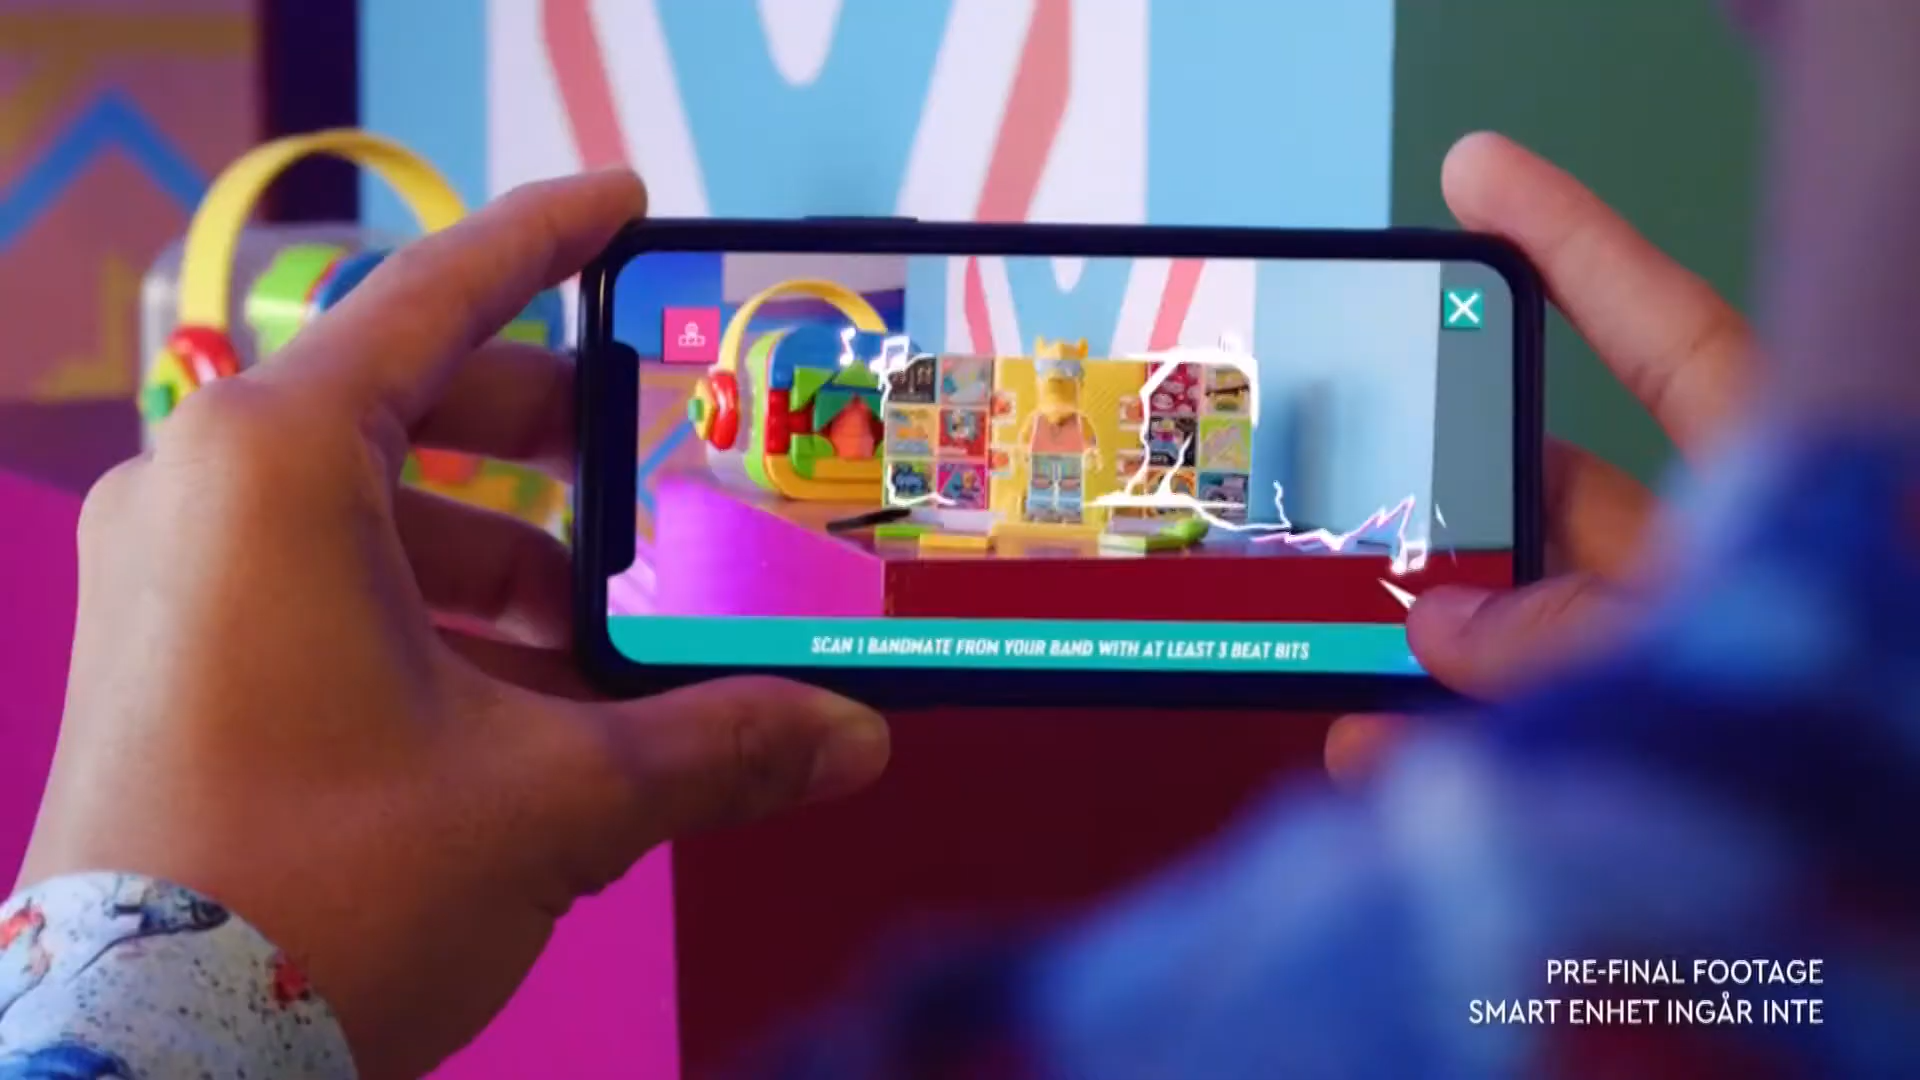 SCAN 1 BANDMATE FROM YOUR BAND WITH AT LEAST 3 BEAT BITS
PRE-FINAL FOOTAGE
SMART ENHET INGÅR INTE